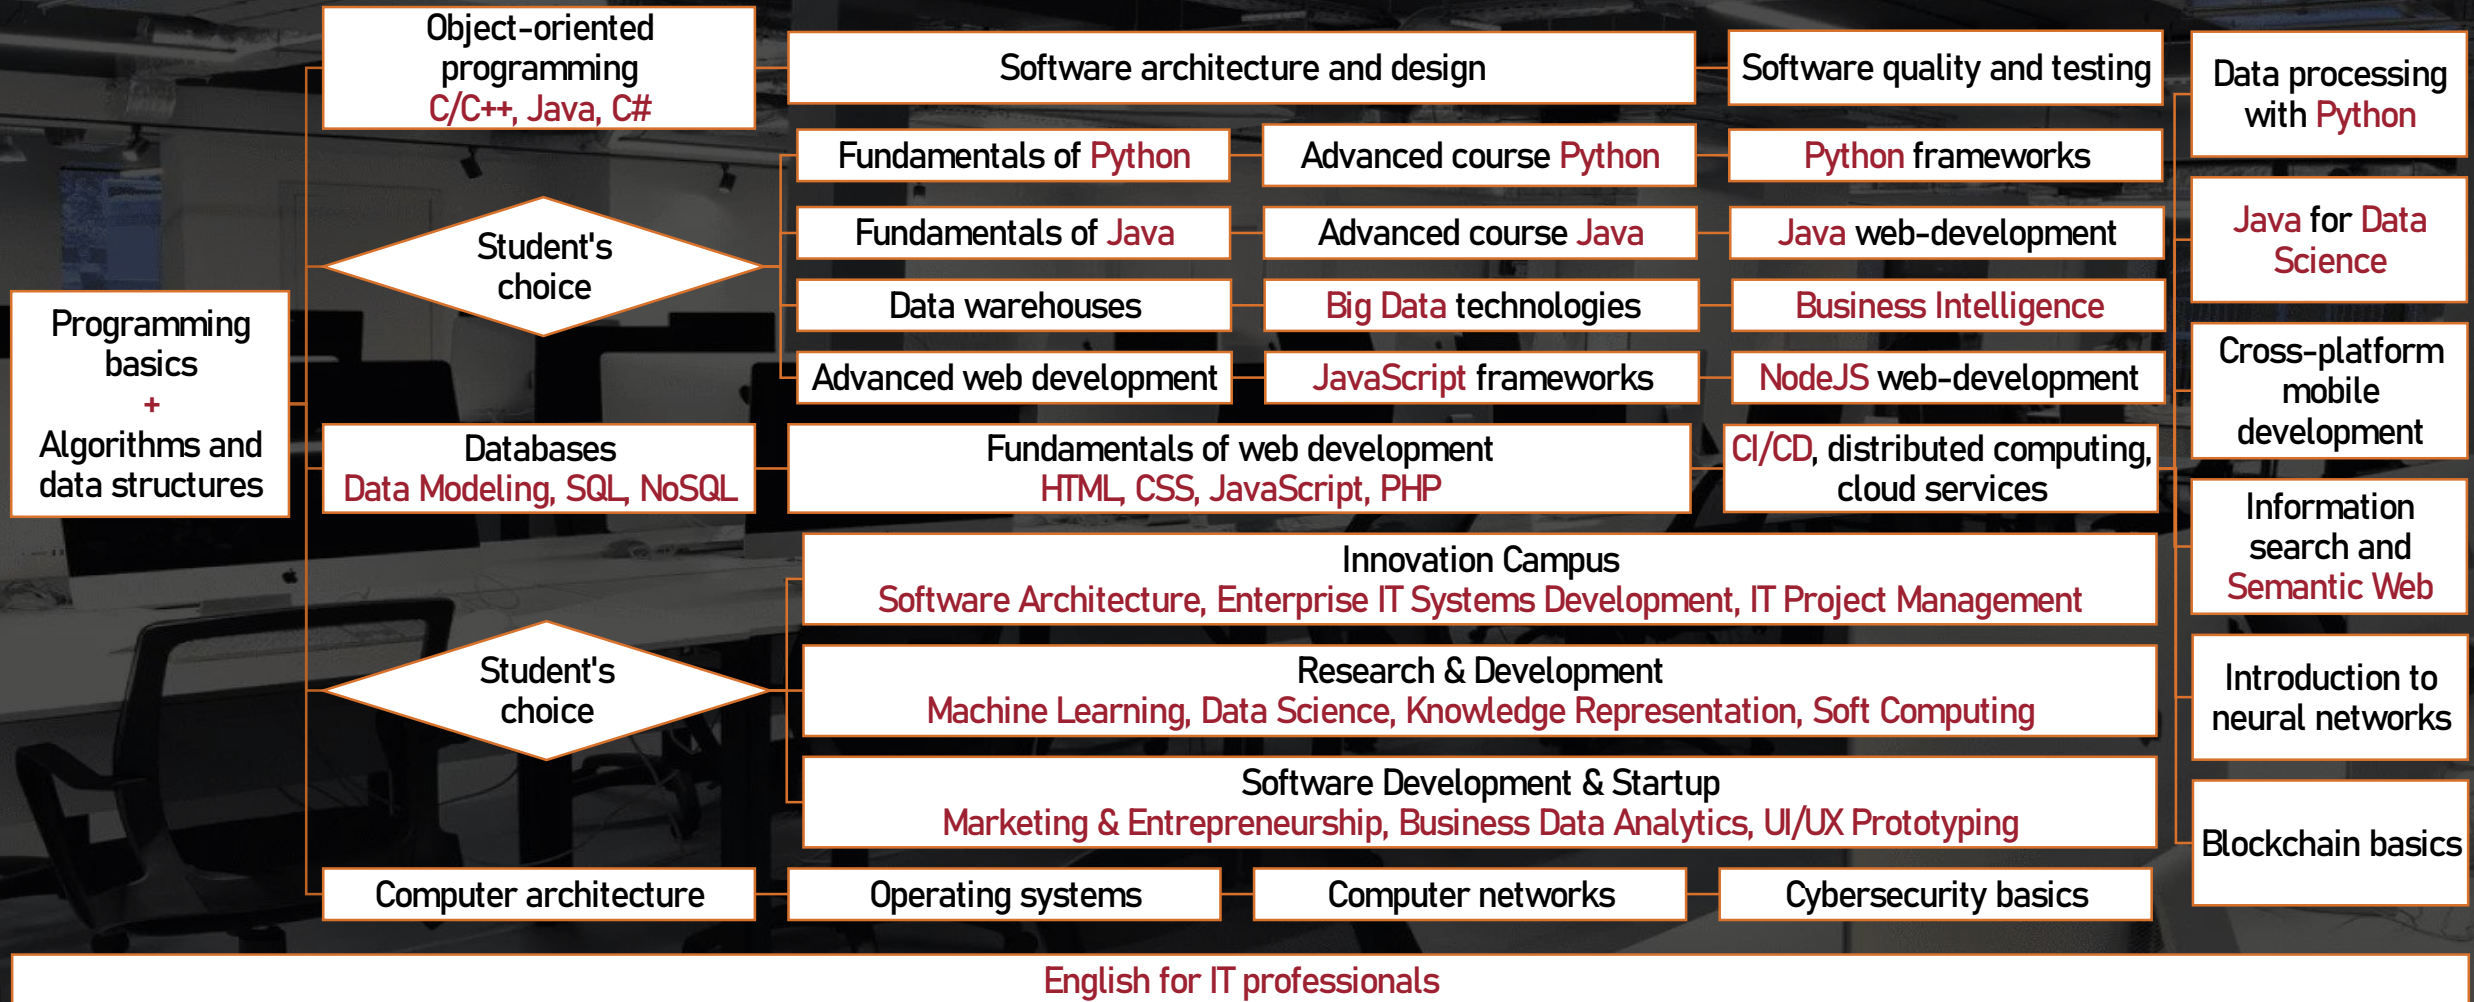 Object-oriented
programming
C/C++, Java, C#
Software architecture and design
Software quality and testing
Data processing
with Python
Fundamentals of Python
Advanced course Python
Python frameworks
Student's
choice
Fundamentals of Java
Advanced course Java
Java web-development
Java for Data
Science
Data warehouses
Big Data technologies
Business Intelligence
Programming
basics
+
Algorithms and
data structures
Advanced web development
JavaScript frameworks
NodeJS web-development
Cross-platform
mobile
development
Databases
Data Modeling, SQL, NoSQL
Fundamentals of web development
HTML, CSS, JavaScript, PHP
CI/CD, distributed computing,
cloud services
Information
search and
Semantic Web
Innovation Campus
Software Architecture, Enterprise IT Systems Development, IT Project Management
Student's
choice
Research & Development
Machine Learning, Data Science, Knowledge Representation, Soft Computing
Introduction to
neural networks
Software Development & Startup
Marketing & Entrepreneurship, Business Data Analytics, UI/UX Prototyping
Blockchain basics
Computer architecture
Operating systems
Computer networks
Cybersecurity basics
English for IT professionals